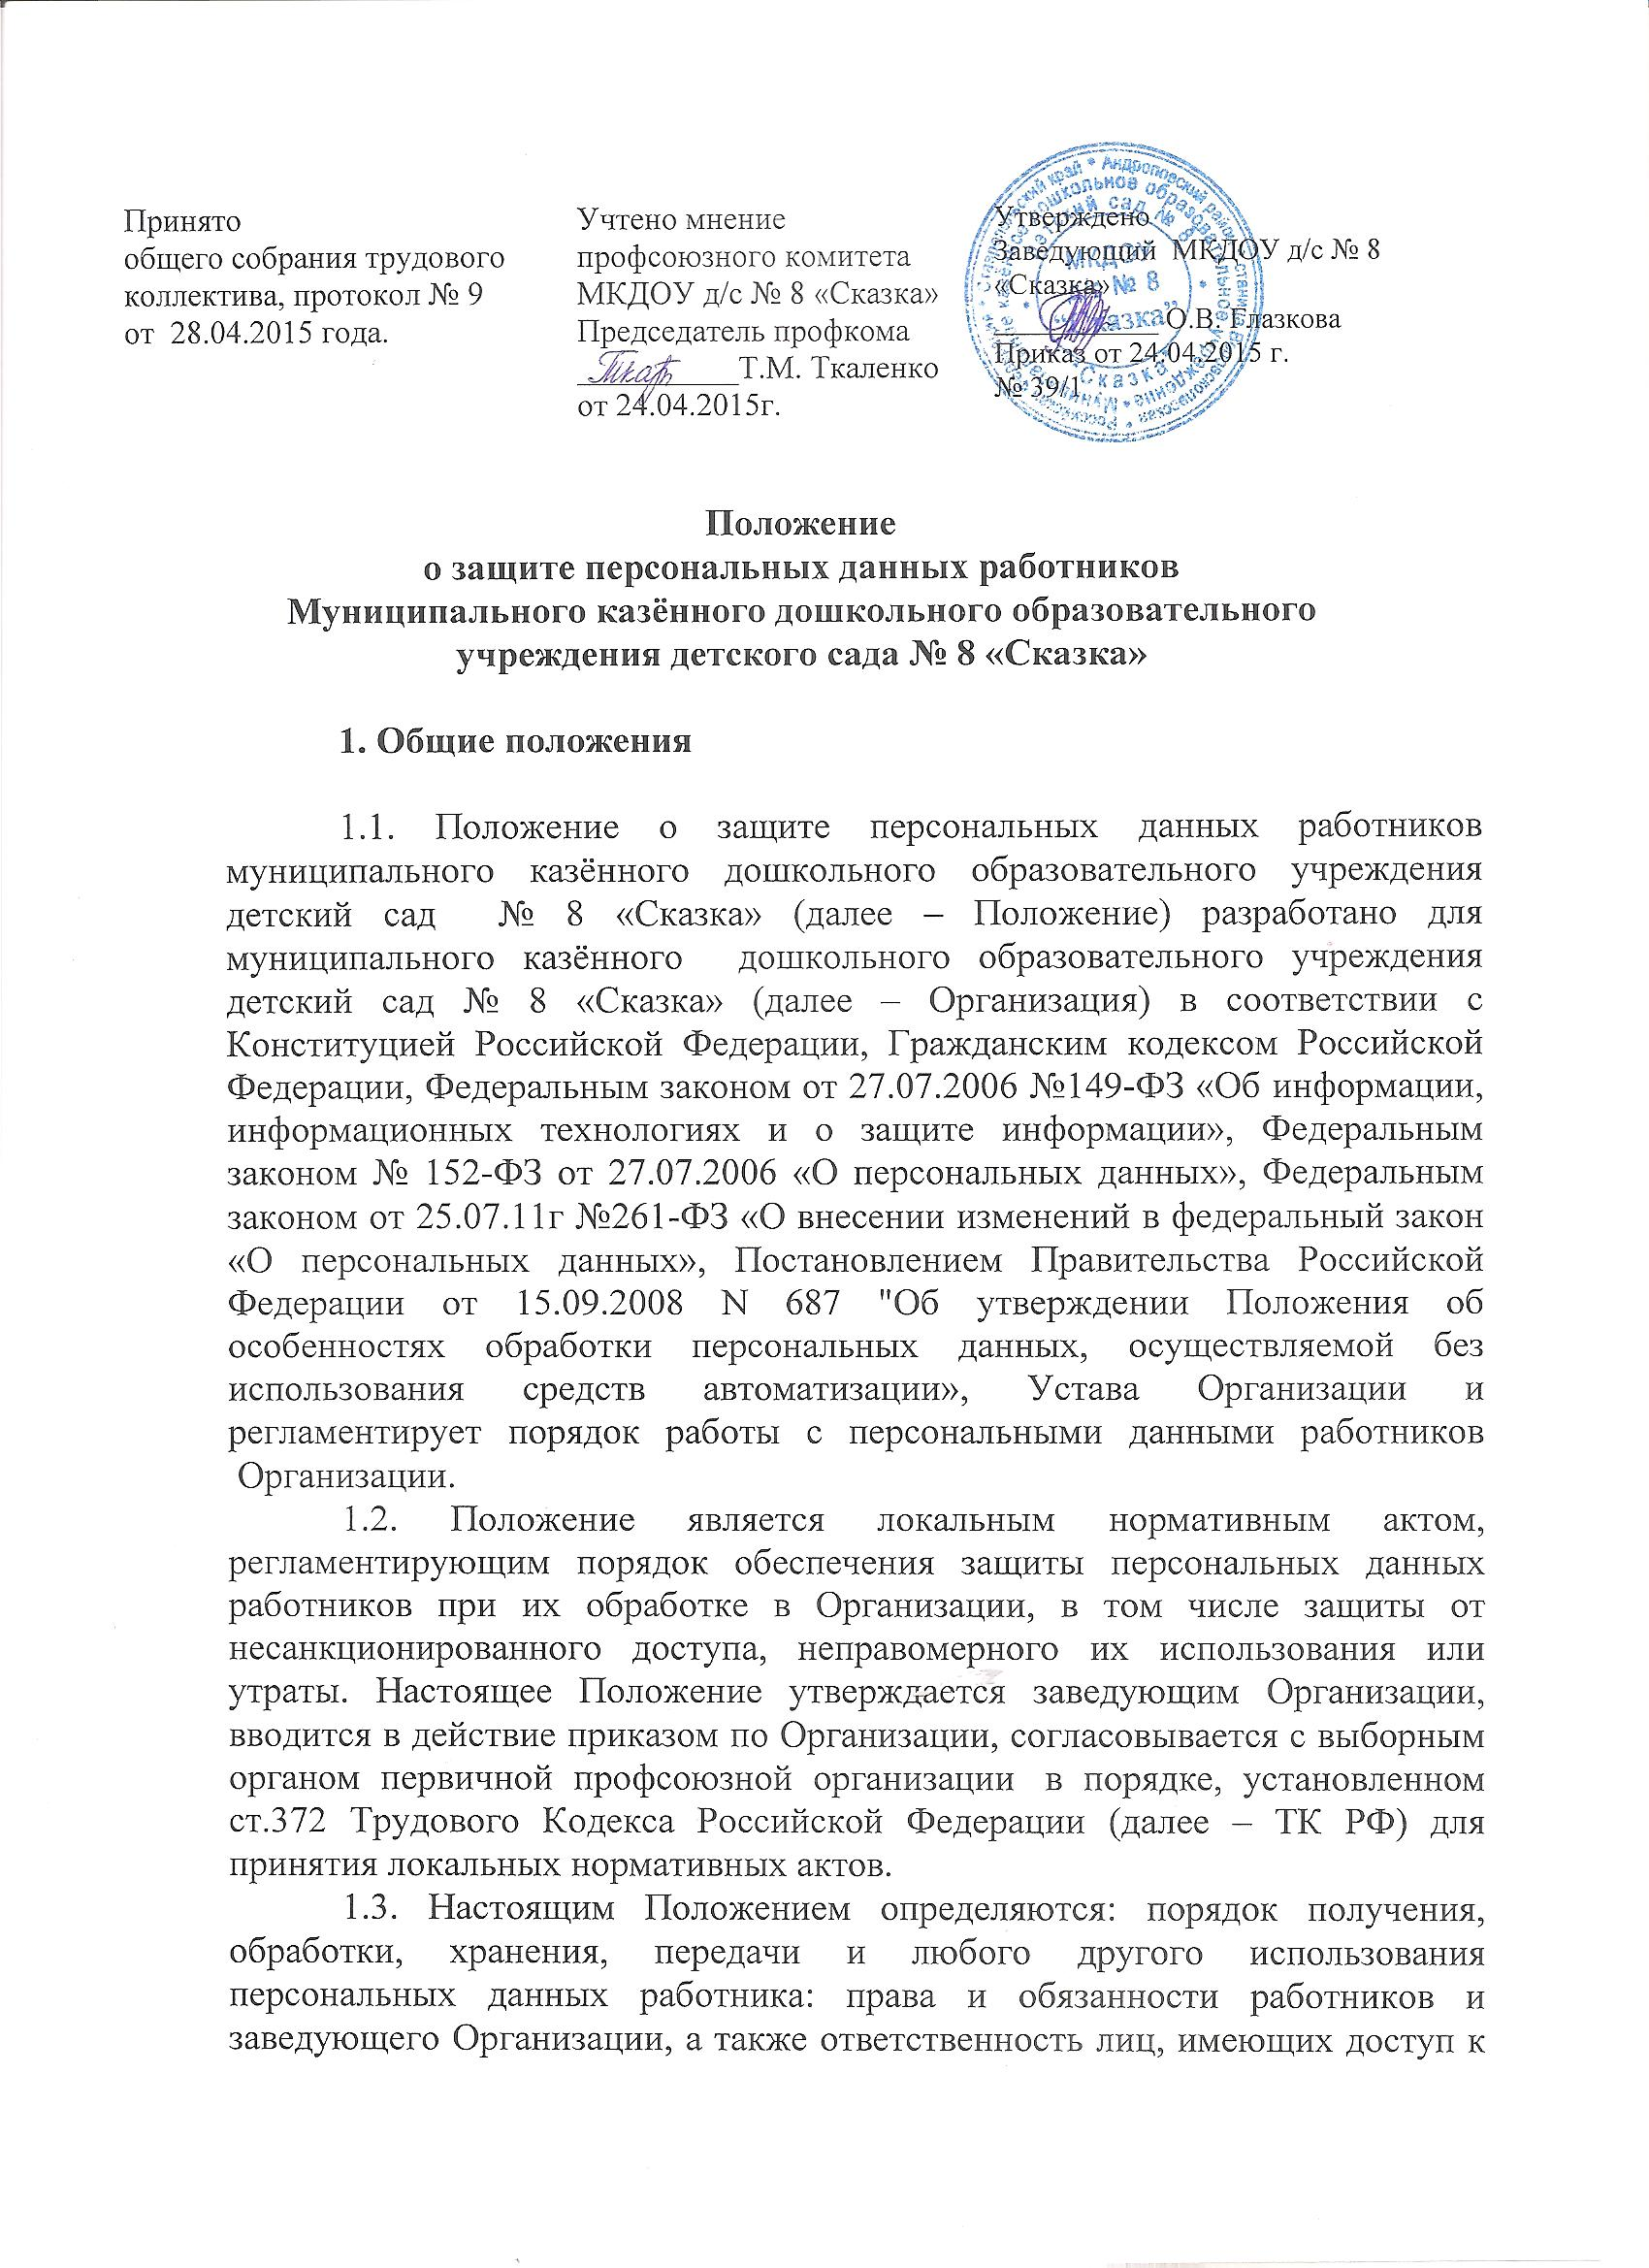 Принято
общего собрания трудового
коллектива, протокол № 9
от 28.04.2015 года.
Учтено мнение
профсоюзного комитета
МКДОУ д/с № 8 «Сказка»
Председатель профкома
Т.М. Ткаленко
от 24.04.2015г.
Утверждено
Заведующий МКДОУ д/с № 8
«Сказка»
О.В. Глазкова
Приказ от 24.04.2015 г.
№ 39/1
МКДОУ
№ 8
Положение
о защите персональных данных работников
Муниципального казённого дошкольного образовательного
учреждения детского сада № 8 «Сказка»
1. Общие положения
1.1. Положение о защите персональных данных работников
муниципального казённого дошкольного образовательного учреждения
детский сад № 8 «Сказка» (далее – Положение) разработано для
муниципального казённого дошкольного образовательного учреждения
детский сад № 8 «Сказка» (далее – Организация) в соответствии с
Конституцией Российской Федерации, Гражданским кодексом Российской
Федерации, Федеральным законом от 27.07.2006 №149-ФЗ «Об информации,
информационных технологиях и о защите информации», Федеральным
законом № 152-ФЗ от 27.07.2006 «О персональных данных», Федеральным
законом от 25.07.11г №261-ФЗ «О внесении изменений в федеральный закон
«О персональных данных», Постановлением Правительства Российской
Федерации от 15.09.2008 N 687 "Об утверждении Положения об
особенностях обработки персональных данных, осуществляемой без
использования средств автоматизации», Устава Организации и
регламентирует порядок работы с персональными данными работников
Организации.
1.2. Положение является локальным нормативным актом,
регламентирующим порядок обеспечения защиты персональных данных
работников при их обработке в Организации, в том числе защиты от
несанкционированного доступа, неправомерного их использования или
утраты. Настоящее Положение утверждается заведующим Организации,
вводится в действие приказом по Организации, согласовывается с выборным
органом первичной профсоюзной организации в порядке, установленном
ст.372 Трудового Кодекса Российской Федерации (далее – ТК РФ) для
принятия локальных нормативных актов.
1.3. Настоящим Положением определяются: порядок получения,
обработки, хранения, передачи и любого другого использования
персональных данных работника: права и обязанности работников и
заведующего Организации, а также ответственность лиц, имеющих доступ к